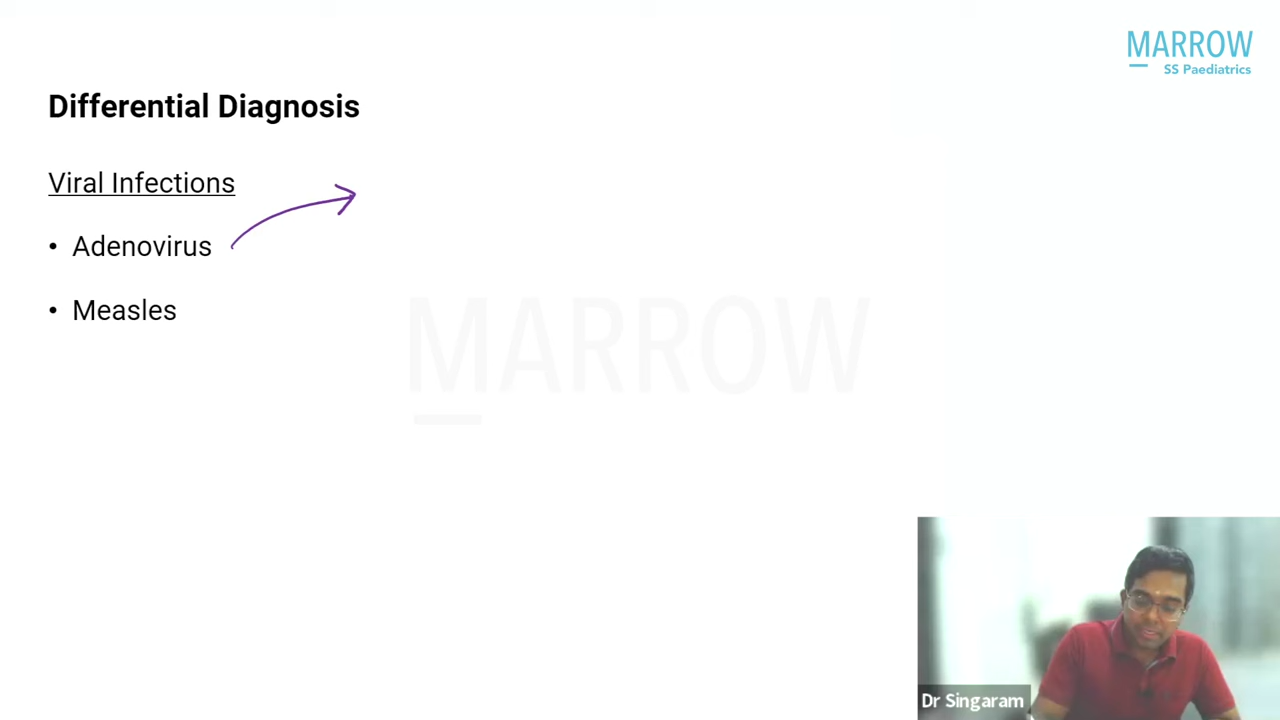 MARROW
SS Paediatrics
Differential Diagnosis
Viral Infections
• Adenovirus
• Measles
MARROW
Dr Singaram